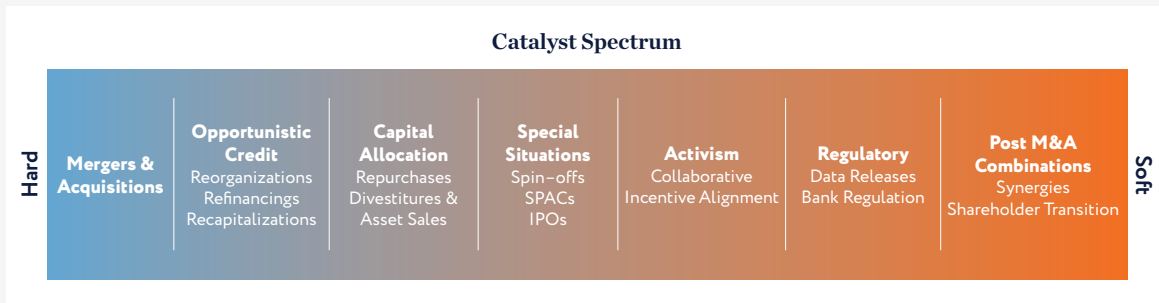 Catalyst Spectrum
Hard
Mergers &
Acquisitions
Opportunistic
Credit
Reorganizations
Refinancings
Recapitalizations
Capital
Allocation
Repurchases
Divestitures &
Asset Sales
Special
Situations
Spin–offs
SPACs
IPOs
Activism
Collaborative
Incentive Alignment
Regulatory
Data Releases
Bank Regulation
Post M&A
Combinations
Synergies
Shareholder Transition
Soft